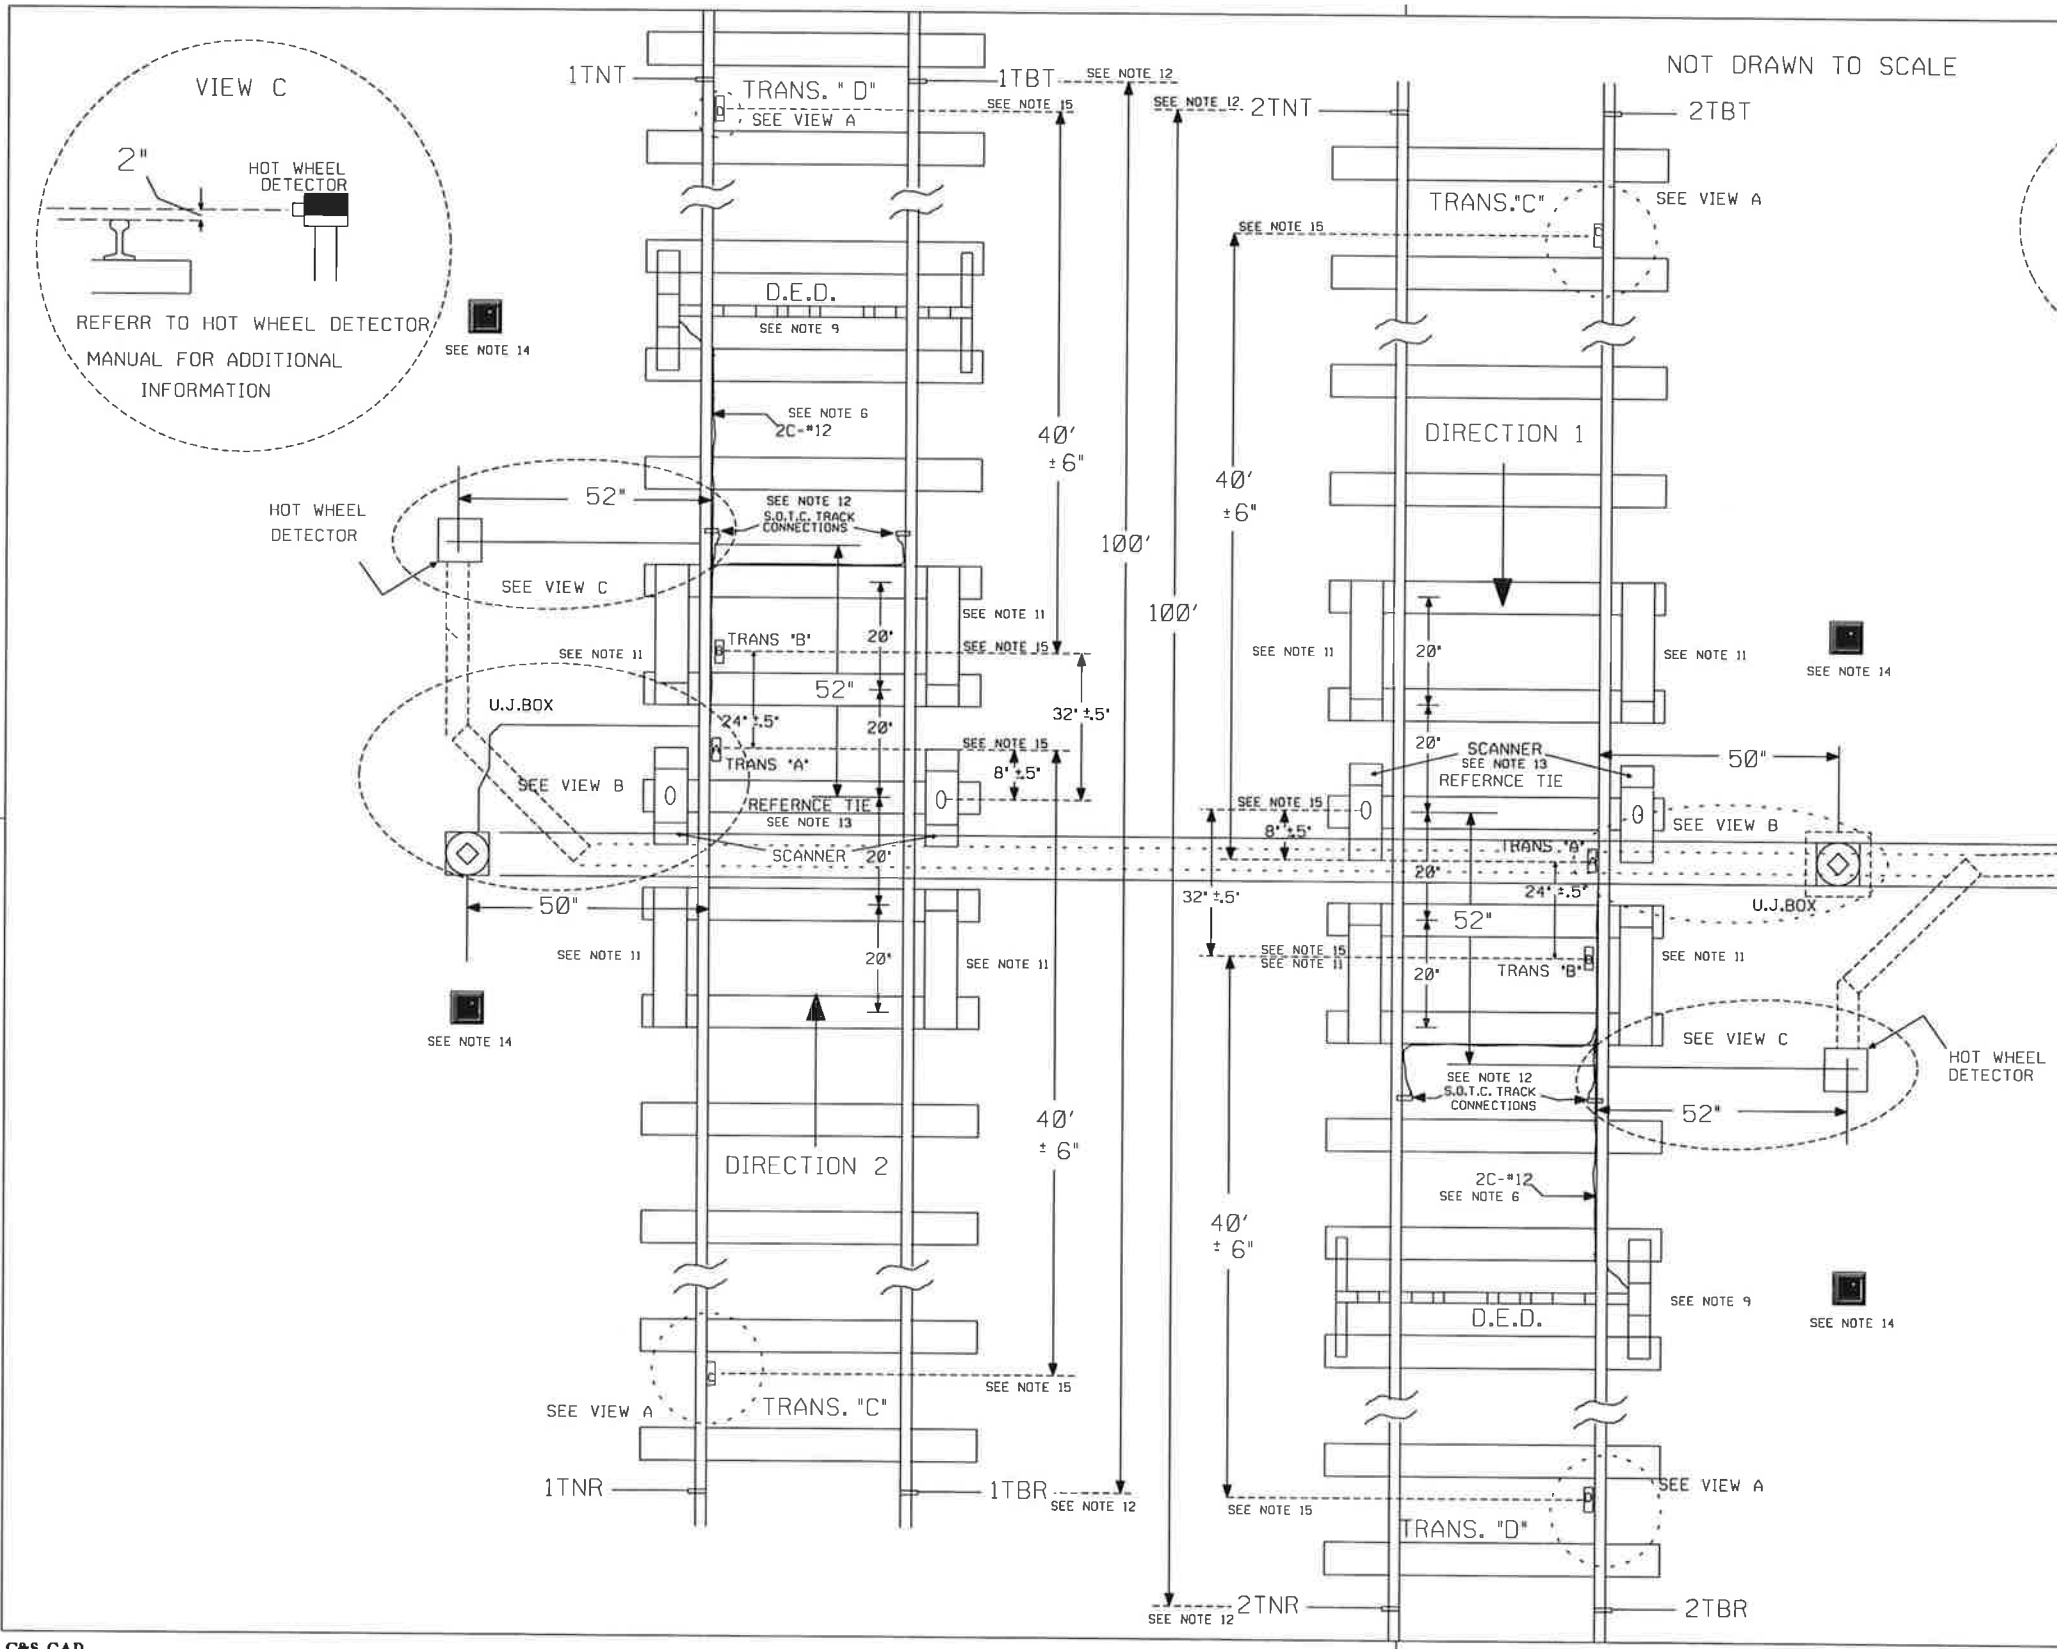 VIEW C
2"
HOT WHEEL
DETECTOR
REFERR TO HOT WHEEL DETECTOR
MANUAL FOR ADDITIONAL
INFORMATION
SEE NOTE 14
1TNT
TRANS. "D"
SEE VIEW A
1TBT
SEE NOTE 12
SEE NOTE 15
D.E.D.
SEE NOTE 9
SEE NOTE 6
2C-#12
40'
±6"
HOT WHEEL
DETECTOR
52"
SEE NOTE 12
S.O.T.C. TRACK
CONNECTIONS
100'
SEE VIEW C
SEE NOTE 11
SEE NOTE 11
TRANS "B"
B
20"
SEE NOTE 15
52"
U.J.BOX
24"±.5"
20"
32"±.5"
SEE NOTE 15
A
TRANS "A"
8"±.5"
SEE VIEW B
REFERNCE TIE
SEE NOTE 13
SCANNER
20"
50"
SEE NOTE 11
20"
SEE NOTE 11
SEE NOTE 14
40'
± 6"
DIRECTION 2
C
SEE NOTE 15
SEE VIEW A
TRANS. "C"
1TNR
1TBR
SEE NOTE 12
NOT DRAWN TO SCALE
SEE NOTE 12
2TNT
2TBT
TRANS."C"
SEE VIEW A
SEE NOTE 15
DIRECTION 1
40'
±6"
100'
SEE NOTE 11
20"
SEE NOTE 11
SEE NOTE 14
20"
SCANNER
SEE NOTE 13
REFERNCE TIE
50"
SEE NOTE 15
8"±.5"
SEE VIEW B
TRANS. "A"
A
20"
24"±.5"
32"±.5"
52"
U.J.BOX
SEE NOTE 15
SEE NOTE 11
20"
TRANS "B"
B
SEE NOTE 11
SEE VIEW C
HOT WHEEL
DETECTOR
SEE NOTE 12
S.O.T.C. TRACK
CONNECTIONS
52"
2C-#12
SEE NOTE 6
40'
± 6"
D.E.D.
SEE NOTE 9
SEE NOTE 14
SEE VIEW A
SEE NOTE 15
D
TRANS. "D"
SEE NOTE 12
2TNR
2TBR
C&S CAD